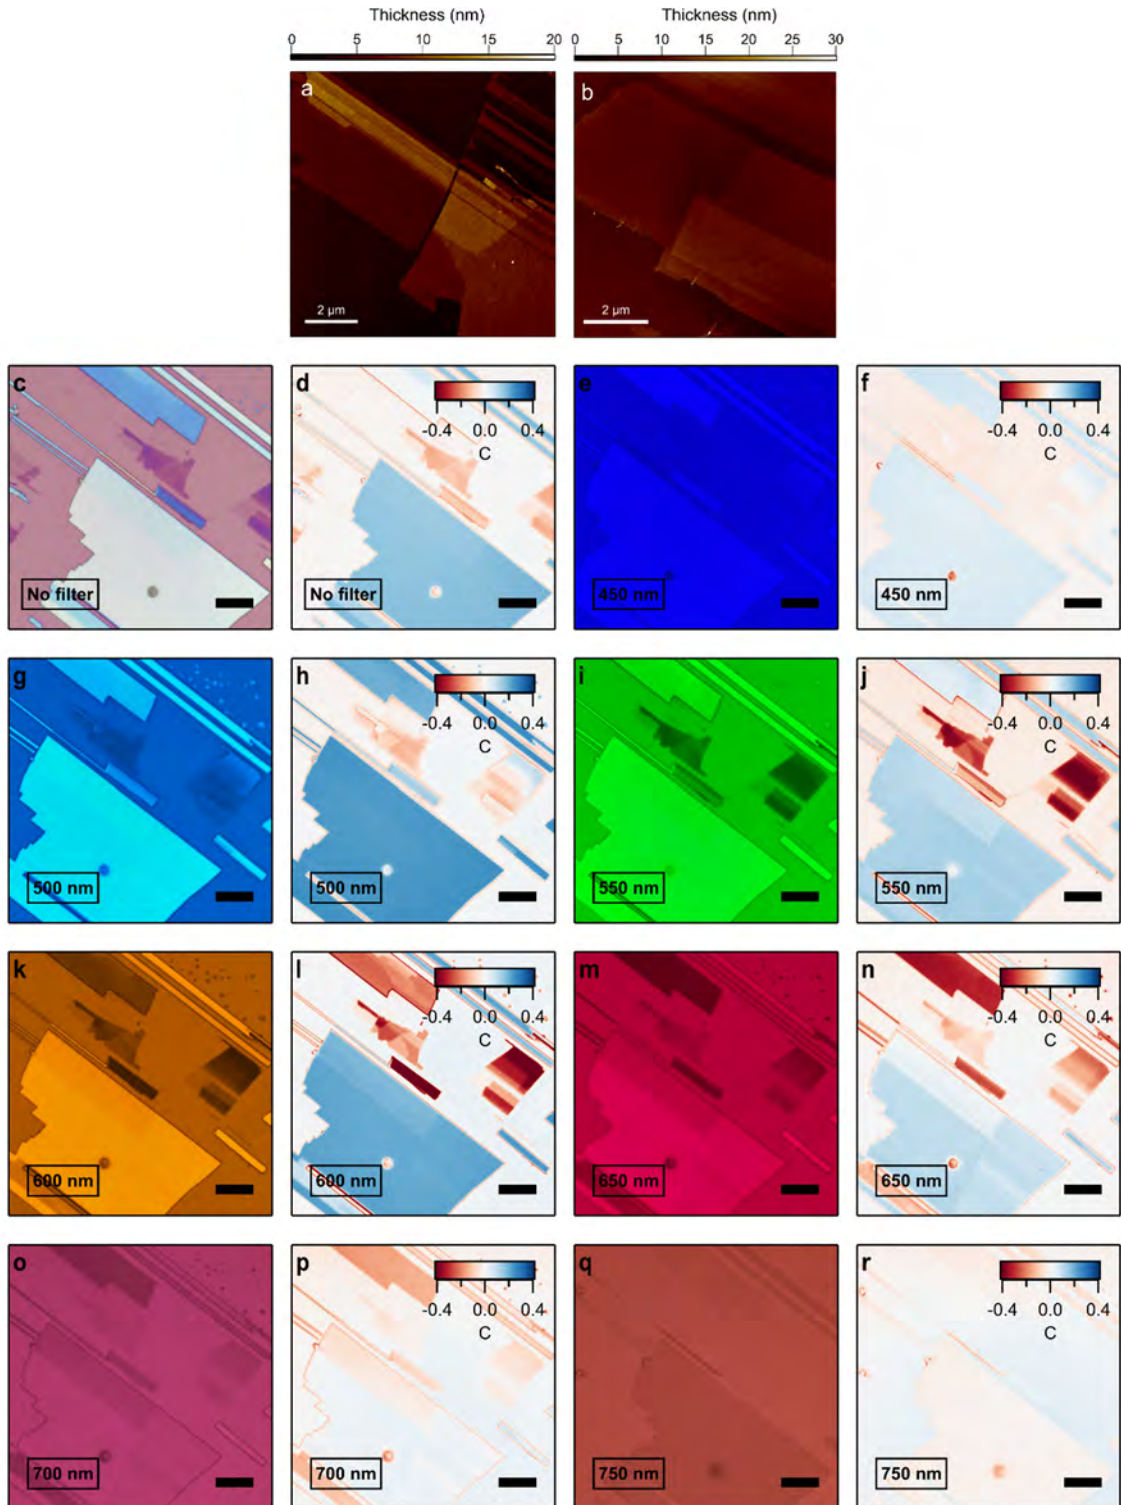 Thickness (nm) Thickness (nm)
0 5 10 15 20 0 5 10 15 20 25 30
a b
2 µm 2 µm
c d e f
-0.4 0.0 0.4 -0.4 0.0 0.4
C C
No filter No filter 450 nm 450 nm
g h i j
-0.4 0.0 0.4 -0.4 0.0 0.4
C C
500 nm 500 nm 550 nm 550 nm
k l m n
-0.4 0.0 0.4 -0.4 0.0 0.4
C C
600 nm 600 nm 650 nm 650 nm
o p q r
-0.4 0.0 0.4 -0.4 0.0 0.4
C C
700 nm 700 nm 750 nm 750 nm